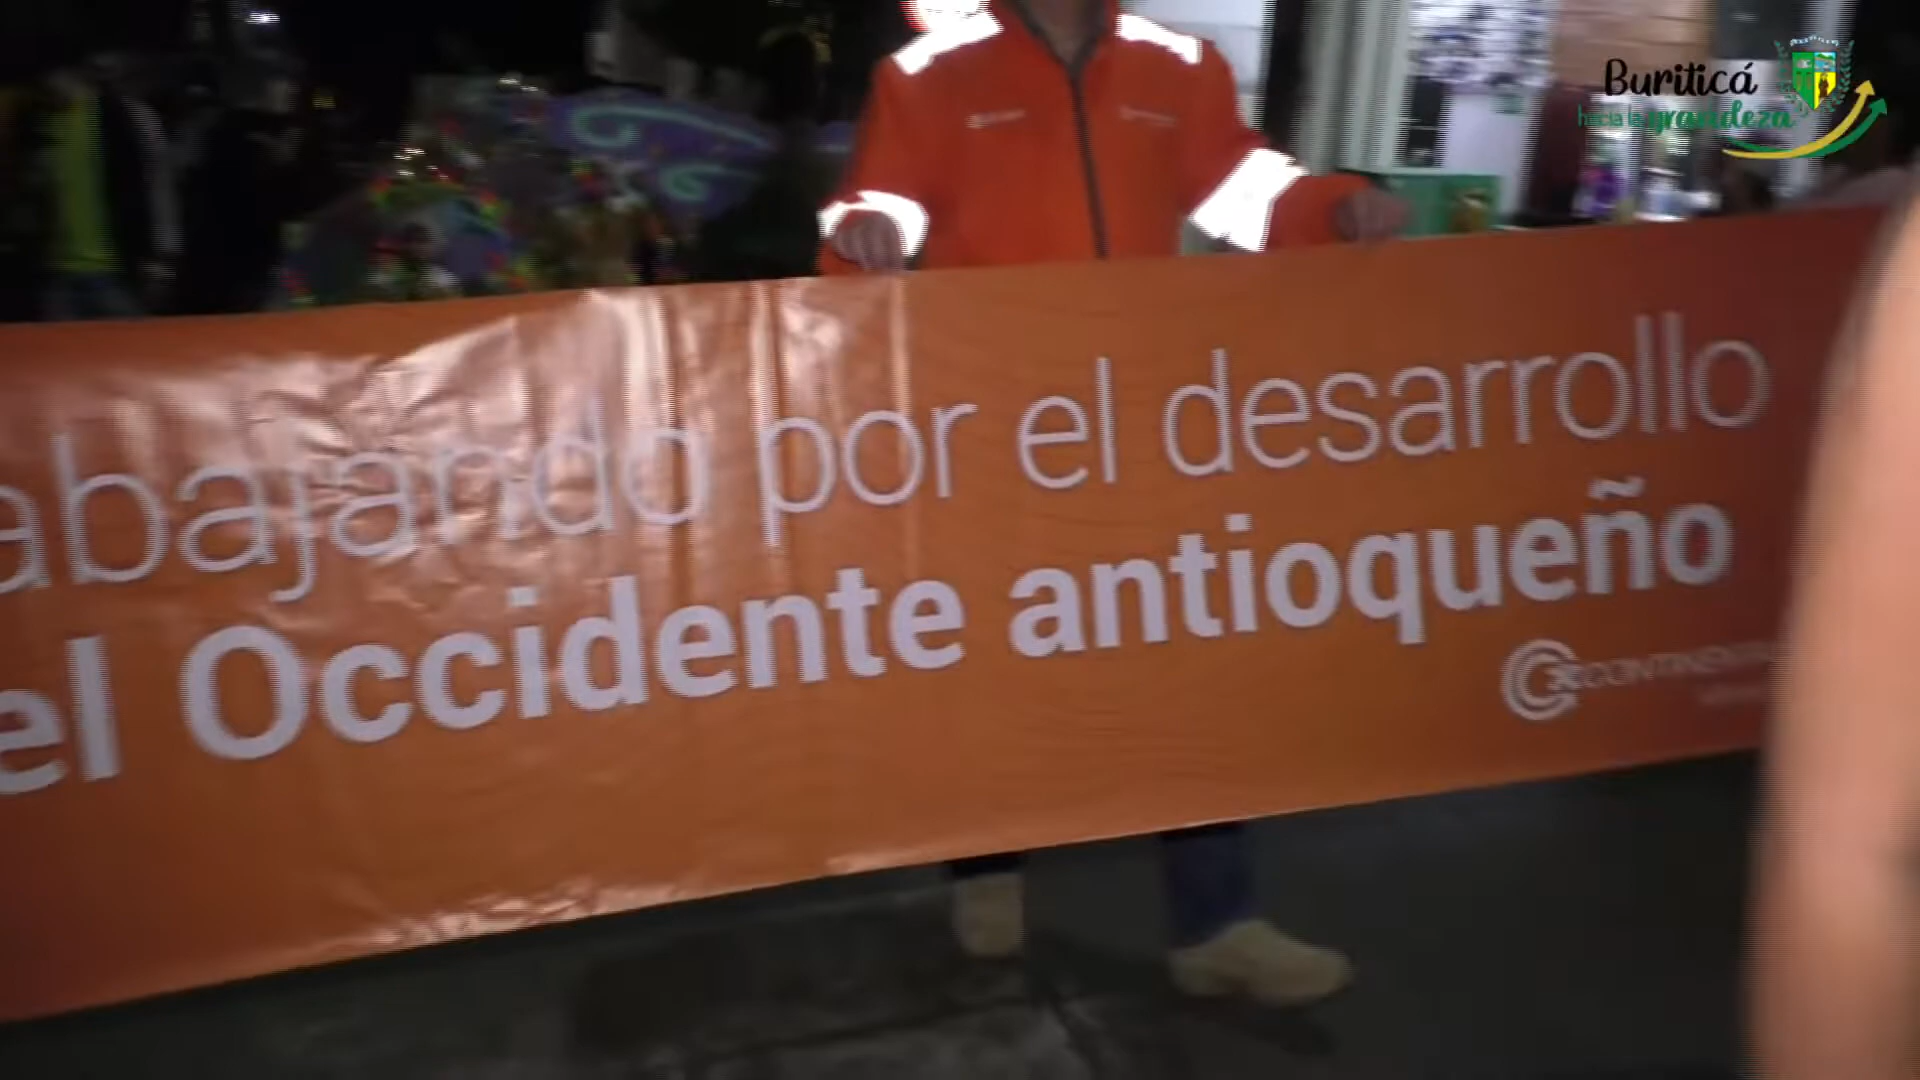 Buriticá
hacia la grandeza
abajando por el desarrollo
el Occidente antioqueño